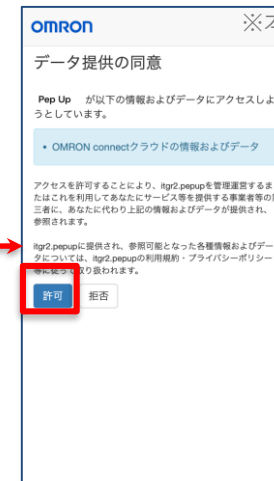 OMRON
※ス
データ提供の同意
Pep Up が以下の情報およびデータにアクセスしよ
うとしています。
• OMRON connectクラウドの情報およびデータ
アクセスを許可することにより、itgr2.pepupを管理運営するま
たはこれを利用してあなたにサービス等を提供する事業者等の第
三者に、あなたに代わり上記の情報およびデータが提供され、
参照されます。
itgr2.pepupに提供され、参照可能となった各種情報およびデー
タについては、itgr2.pepupの利用規約・プライバシーポリシー
等に従って取り扱われます。
許可 拒否